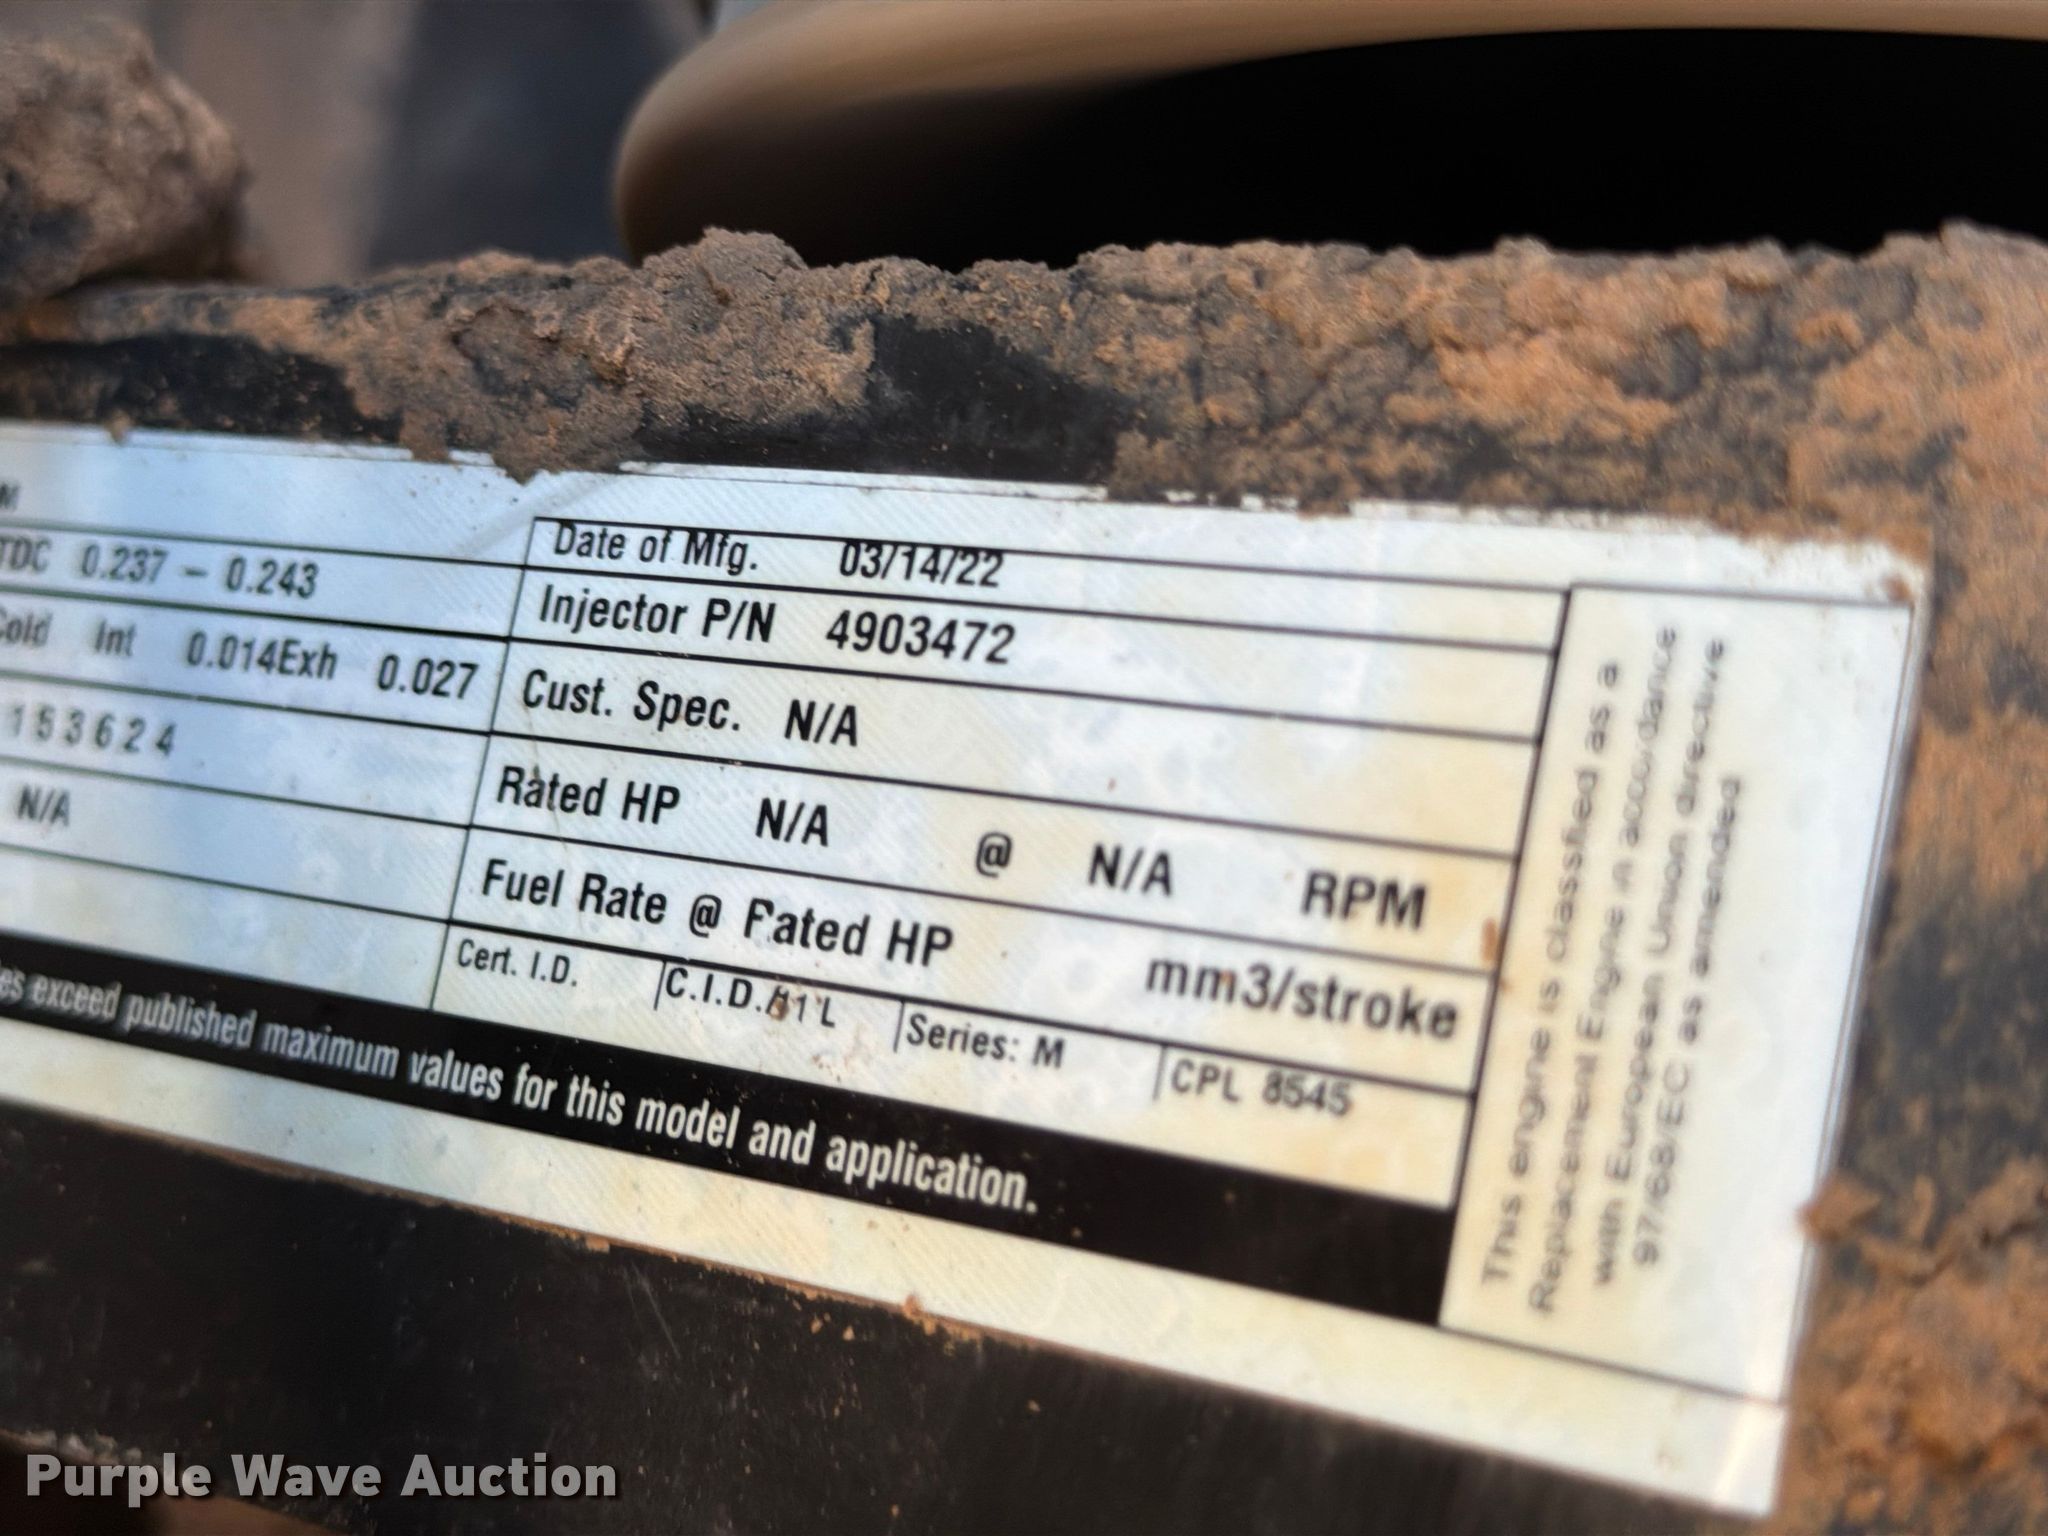 M
TDC 0.237 – 0.243
Cold Int 0.014Exh 0.027
153624
N/A
Date of Mfg. 03/14/22
Injector P/N 4903472
Cust. Spec. N/A
Rated HP N/A @ N/A RPM
Fuel Rate @ Rated HP mm3/stroke
Cert. I.D. C.I.D./11 L Series: M CPL 8545
exceed published maximum values for this model and application.
This engine is classified as a
Replacement Engine in accordance
with European Union directive
97/68/EC as amended
Purple Wave Auction